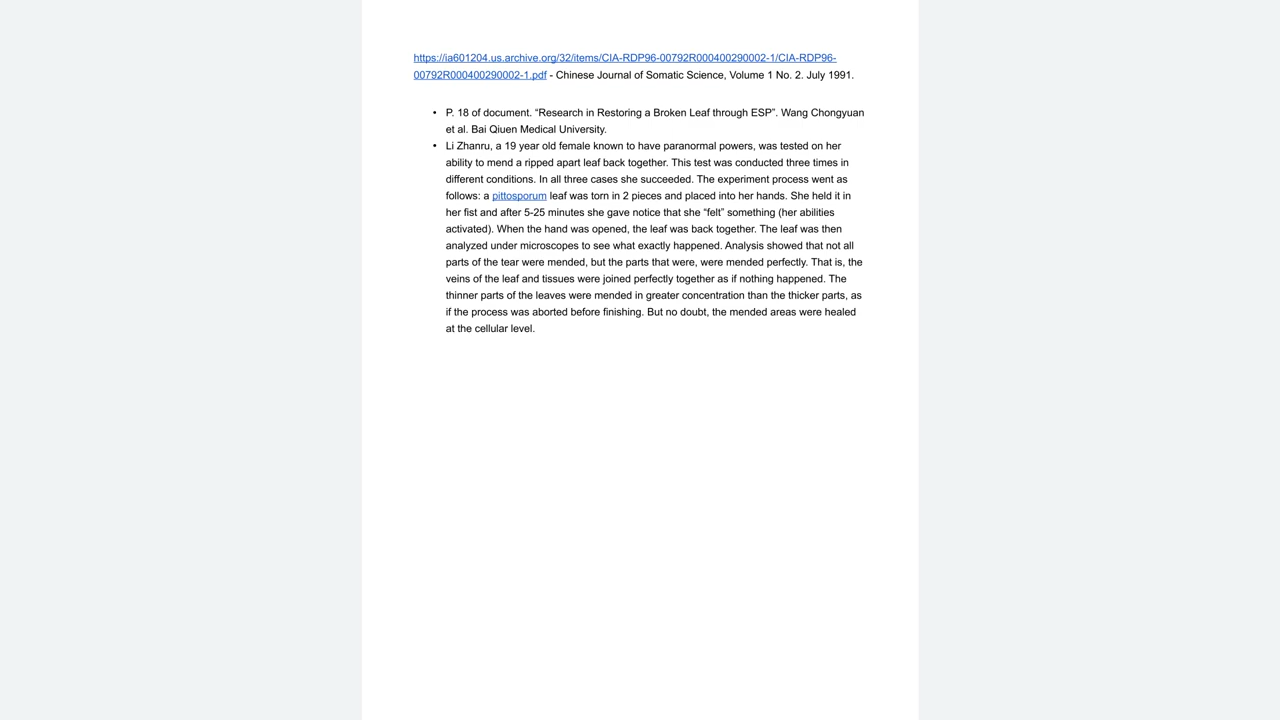 https://ia601204.us.archive.org/32/items/CIA-RDP96-00792R000400290002-1/CIA-RDP96-
00792R000400290002-1.pdf - Chinese Journal of Somatic Science, Volume 1 No. 2. July 1991.
• P. 18 of document. “Research in Restoring a Broken Leaf through ESP”. Wang Chongyuan
et al. Bai Qiuen Medical University.
• Li Zhanru, a 19 year old female known to have paranormal powers, was tested on her
ability to mend a ripped apart leaf back together. This test was conducted three times in
different conditions. In all three cases she succeeded. The experiment process went as
follows: a pittosporum leaf was torn in 2 pieces and placed into her hands. She held it in
her fist and after 5-25 minutes she gave notice that she “felt” something (her abilities
activated). When the hand was opened, the leaf was back together. The leaf was then
analyzed under microscopes to see what exactly happened. Analysis showed that not all
parts of the tear were mended, but the parts that were, were mended perfectly. That is, the
veins of the leaf and tissues were joined perfectly together as if nothing happened. The
thinner parts of the leaves were mended in greater concentration than the thicker parts, as
if the process was aborted before finishing. But no doubt, the mended areas were healed
at the cellular level.